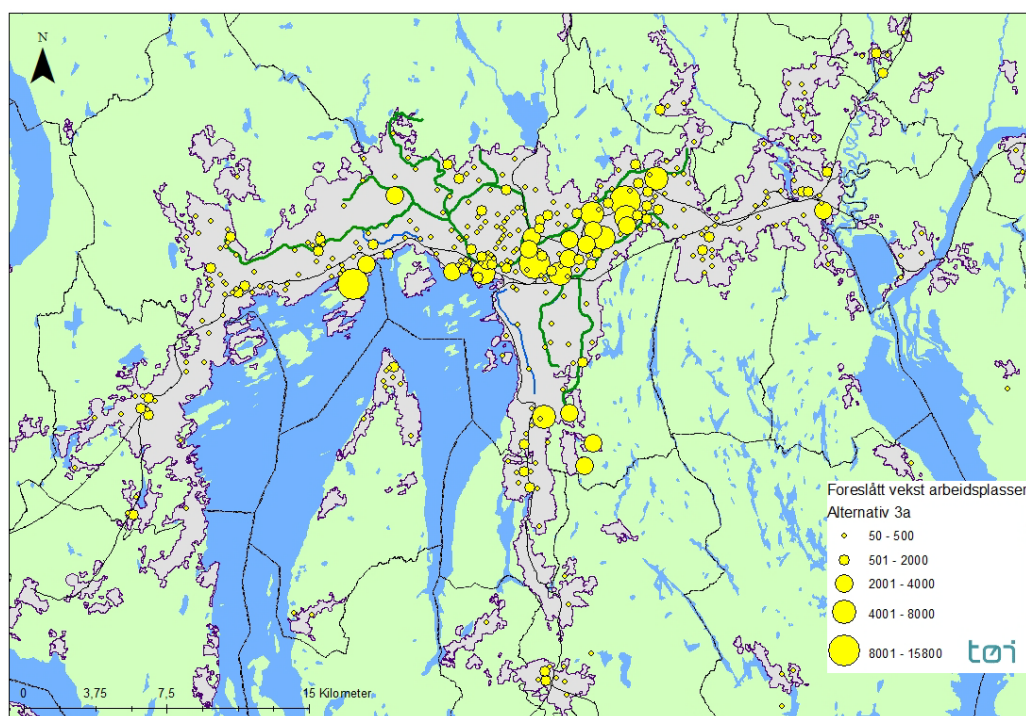 N
Foreslått vekst arbeidsplasser
Alternativ 3a
50 - 500
501 - 2000
2001 - 4000
4001 - 8000
8001 - 15800
tøi
0 3,75 7,5 15 Kilometer